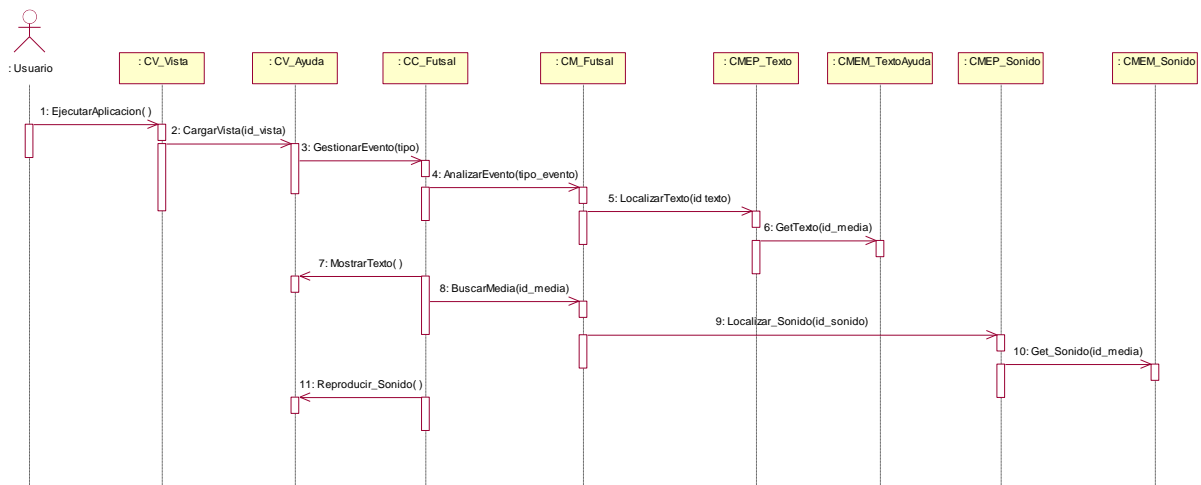 : Usuario
: CV_Vista
: CV_Ayuda
: CC_Futsal
: CM_Futsal
: CMEP_Texto
: CMEM_TextoAyuda
: CMEP_Sonido
: CMEM_Sonido
1: EjecutarAplicacion( )
2: CargarVista(id_vista)
3: GestionarEvento(tipo)
4: AnalizarEvento(tipo_evento)
5: LocalizarTexto(id texto)
6: GetTexto(id_media)
7: MostrarTexto( )
8: BuscarMedia(id_media)
9: Localizar_Sonido(id_sonido)
10: Get_Sonido(id_media)
11: Reproducir_Sonido( )